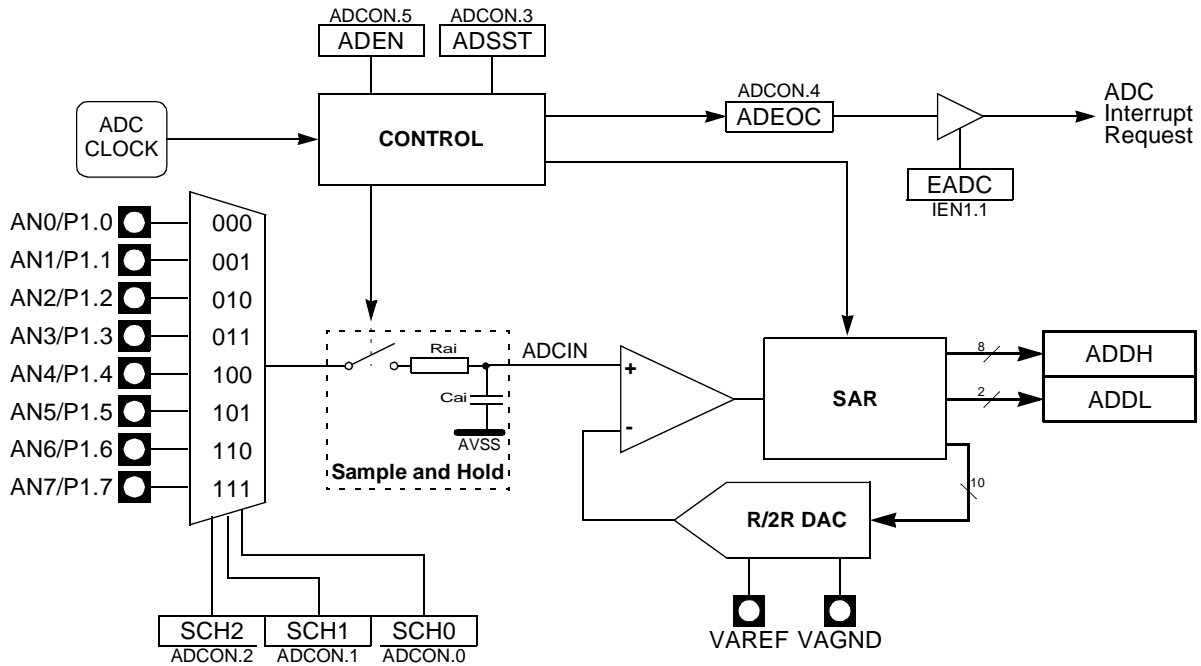 ADCON.5
ADEN
ADCON.3
ADSST
ADC
CLOCK
CONTROL
ADCON.4
ADEOC
ADC
Interrupt
Request
EADC
IEN1.1
AN0/P1.0
000
AN1/P1.1
001
AN2/P1.2
010
AN3/P1.3
011
AN4/P1.4
100
AN5/P1.5
101
AN6/P1.6
110
AN7/P1.7
111
Rai
Cai
AVSS
Sample and Hold
ADCIN
+
-
SAR
8
ADDH
2
ADDL
10
R/2R DAC
VAREF
VAGND
SCH2
SCH1
SCH0
ADCON.2
ADCON.1
ADCON.0